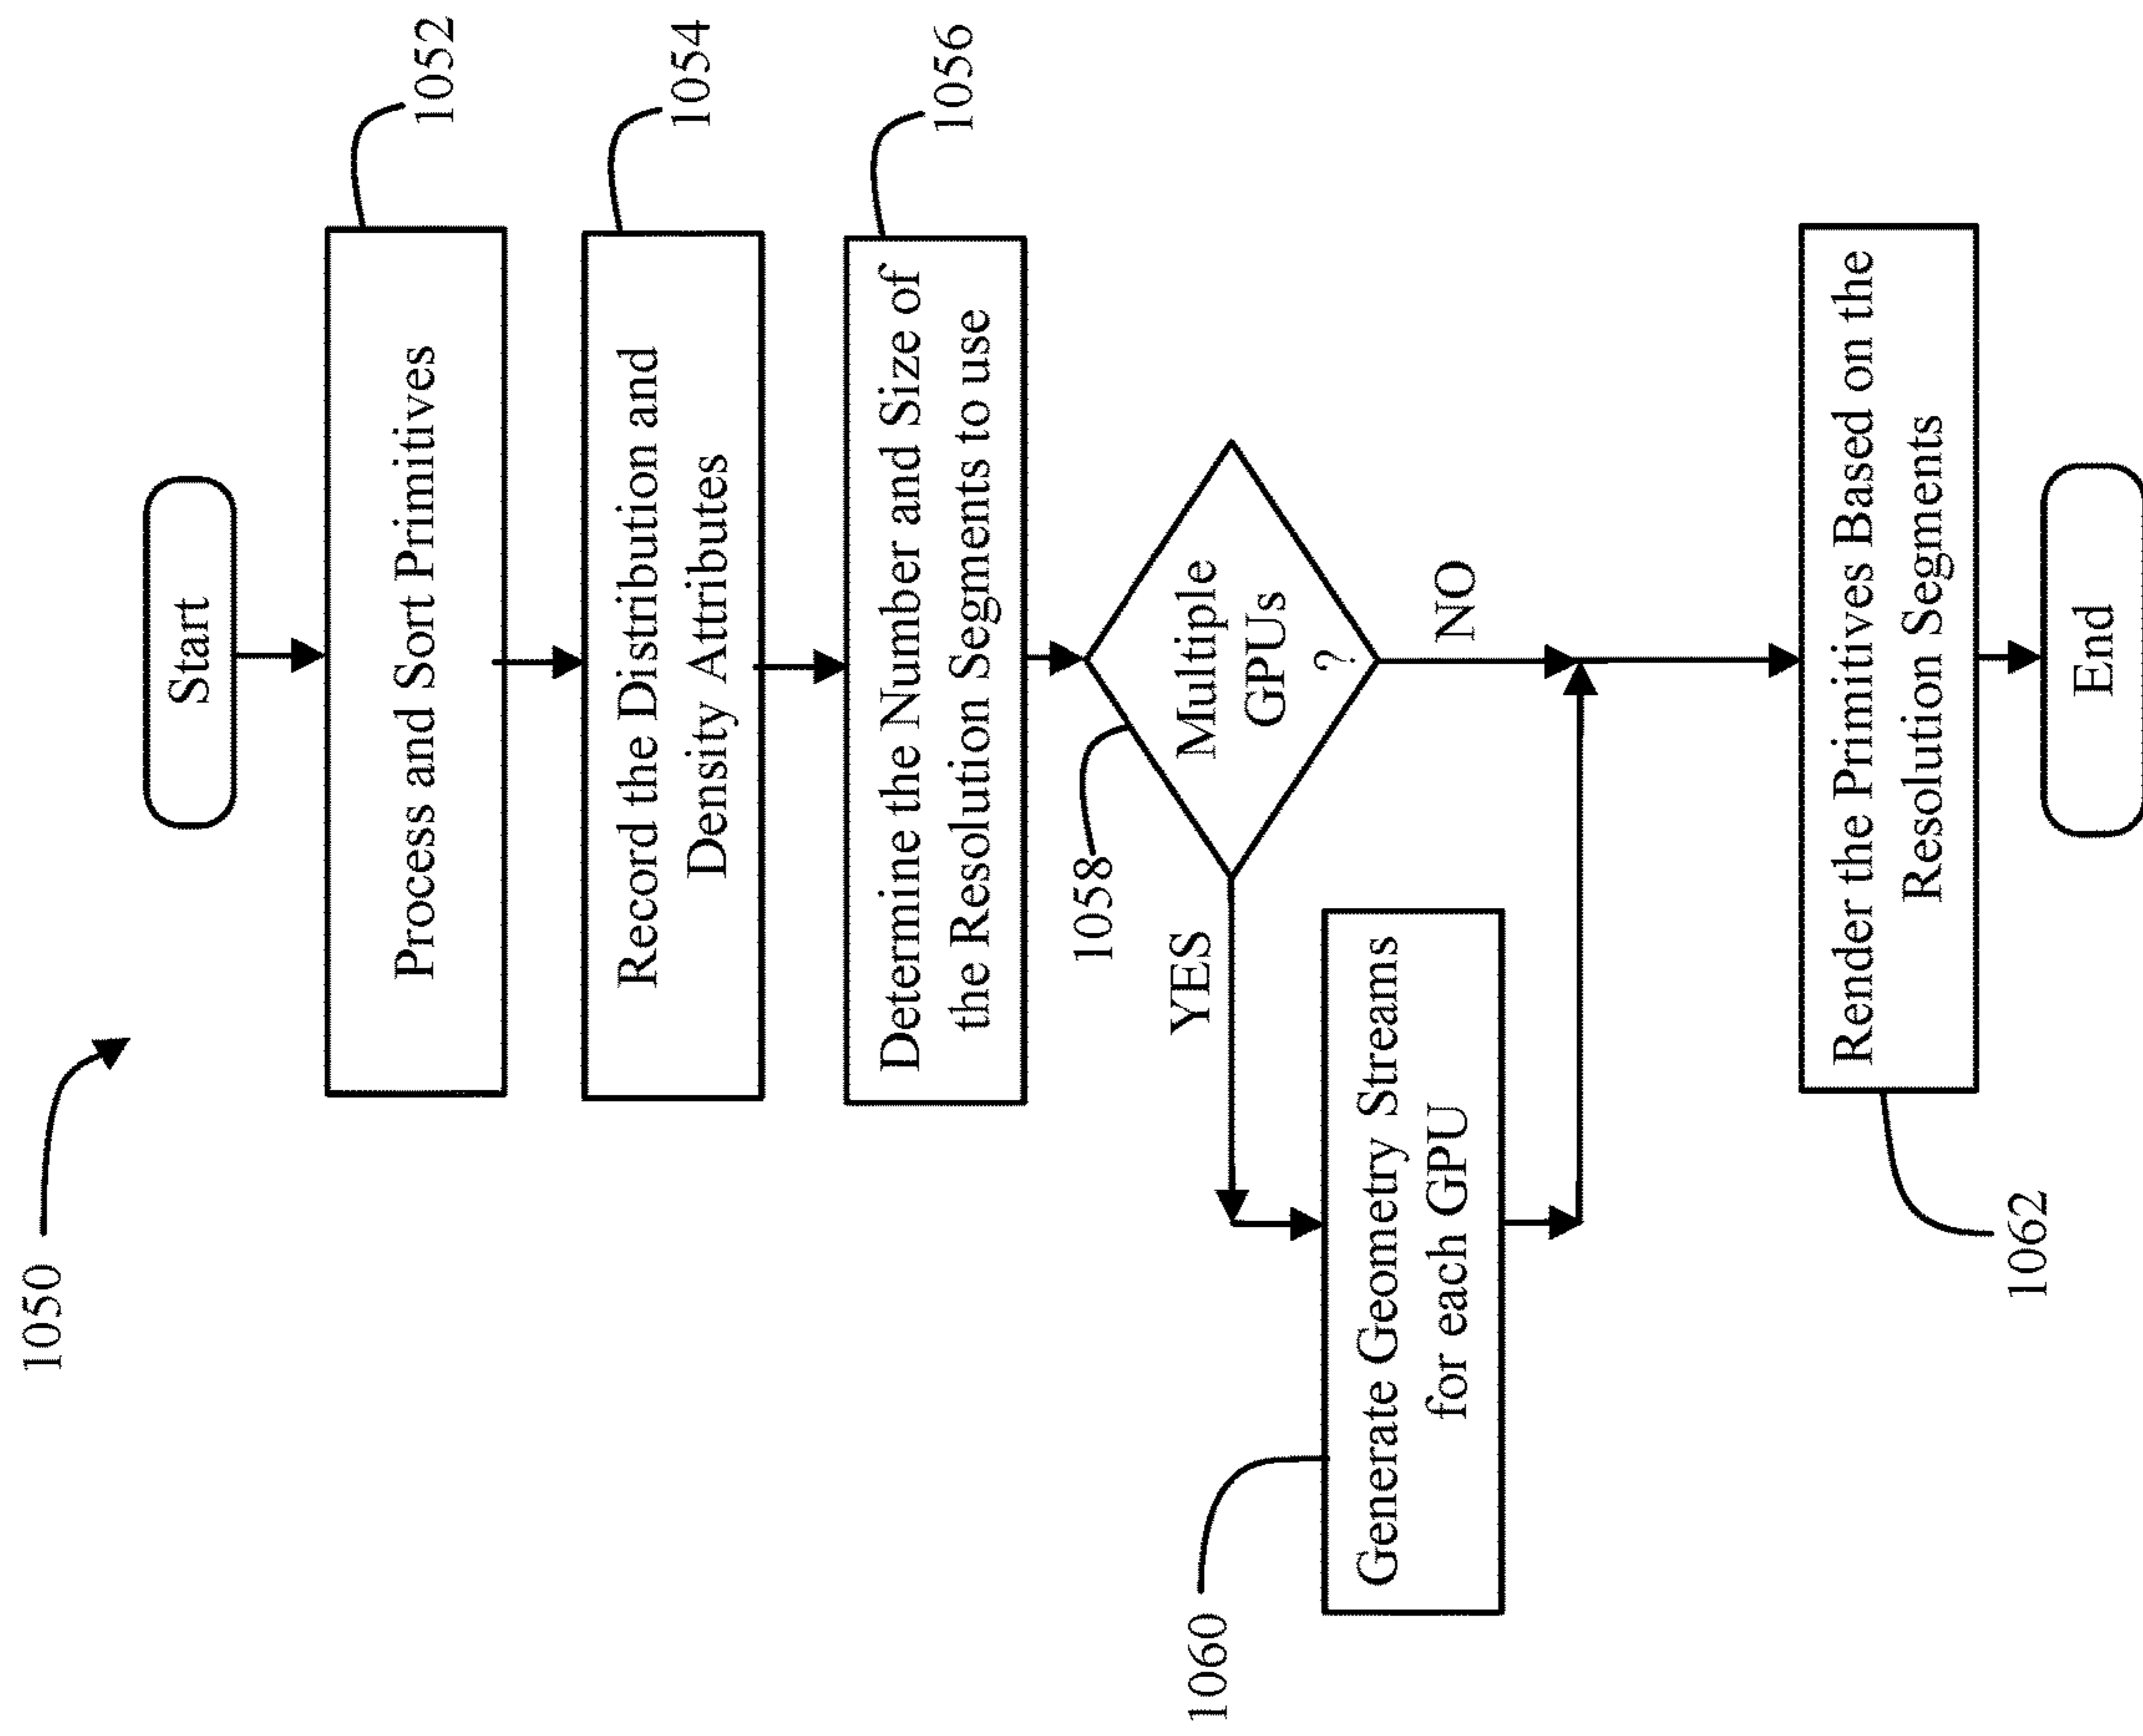 1050
Start
Process and Sort Primitives
1052
Record the Distribution and
Density Attributes
1054
Determine the Number and Size of
the Resolution Segments to use
1056
1058
Multiple
GPUs
?
YES
NO
1060
Generate Geometry Streams
for each GPU
Render the Primitives Based on the
Resolution Segments
1062
End